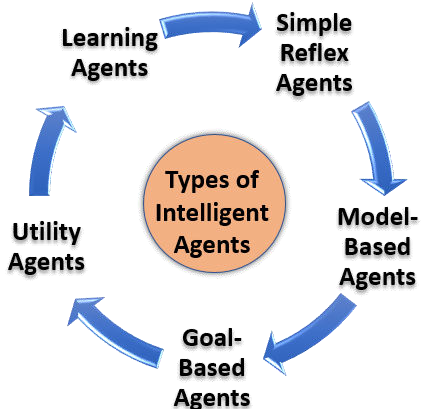 Learning
Agents
Simple
Reflex
Agents
Model-
Based
Agents
Goal-
Based
Agents
Utility
Agents
Types of
Intelligent
Agents